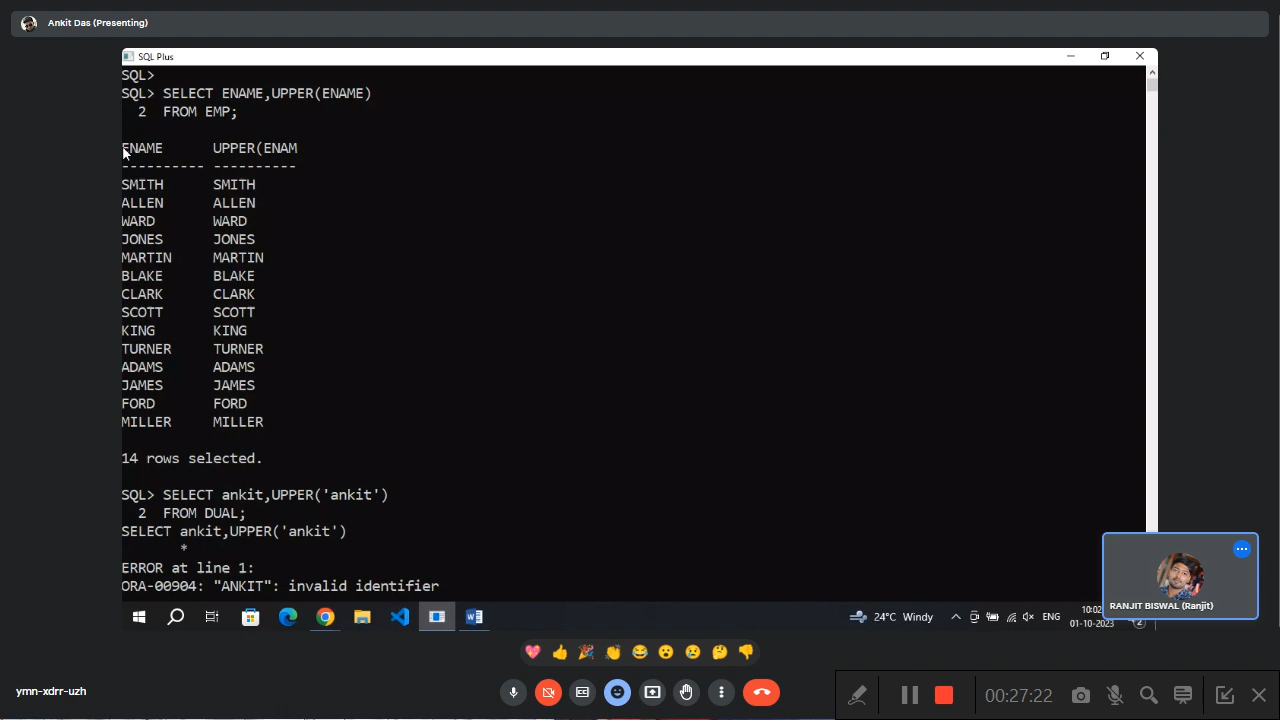 Ankit Das (Presenting)
SQL Plus
SQL>
SQL> SELECT ENAME,UPPER(ENAME)
2 FROM EMP;
ENAME UPPER(ENAM
---------- ----------
SMITH SMITH
ALLEN ALLEN
WARD WARD
JONES JONES
MARTIN MARTIN
BLAKE BLAKE
CLARK CLARK
SCOTT SCOTT
KING KING
TURNER TURNER
ADAMS ADAMS
JAMES JAMES
FORD FORD
MILLER MILLER
14 rows selected.
SQL> SELECT ankit,UPPER('ankit')
2 FROM DUAL;
SELECT ankit,UPPER('ankit')
*
ERROR at line 1:
ORA-00904: "ANKIT": invalid identifier
RANJIT BISWAL (Ranjit)
24°C Windy
ENG
10:02
01-10-2023
2
ymn-xdrr-uzh
00:27:22